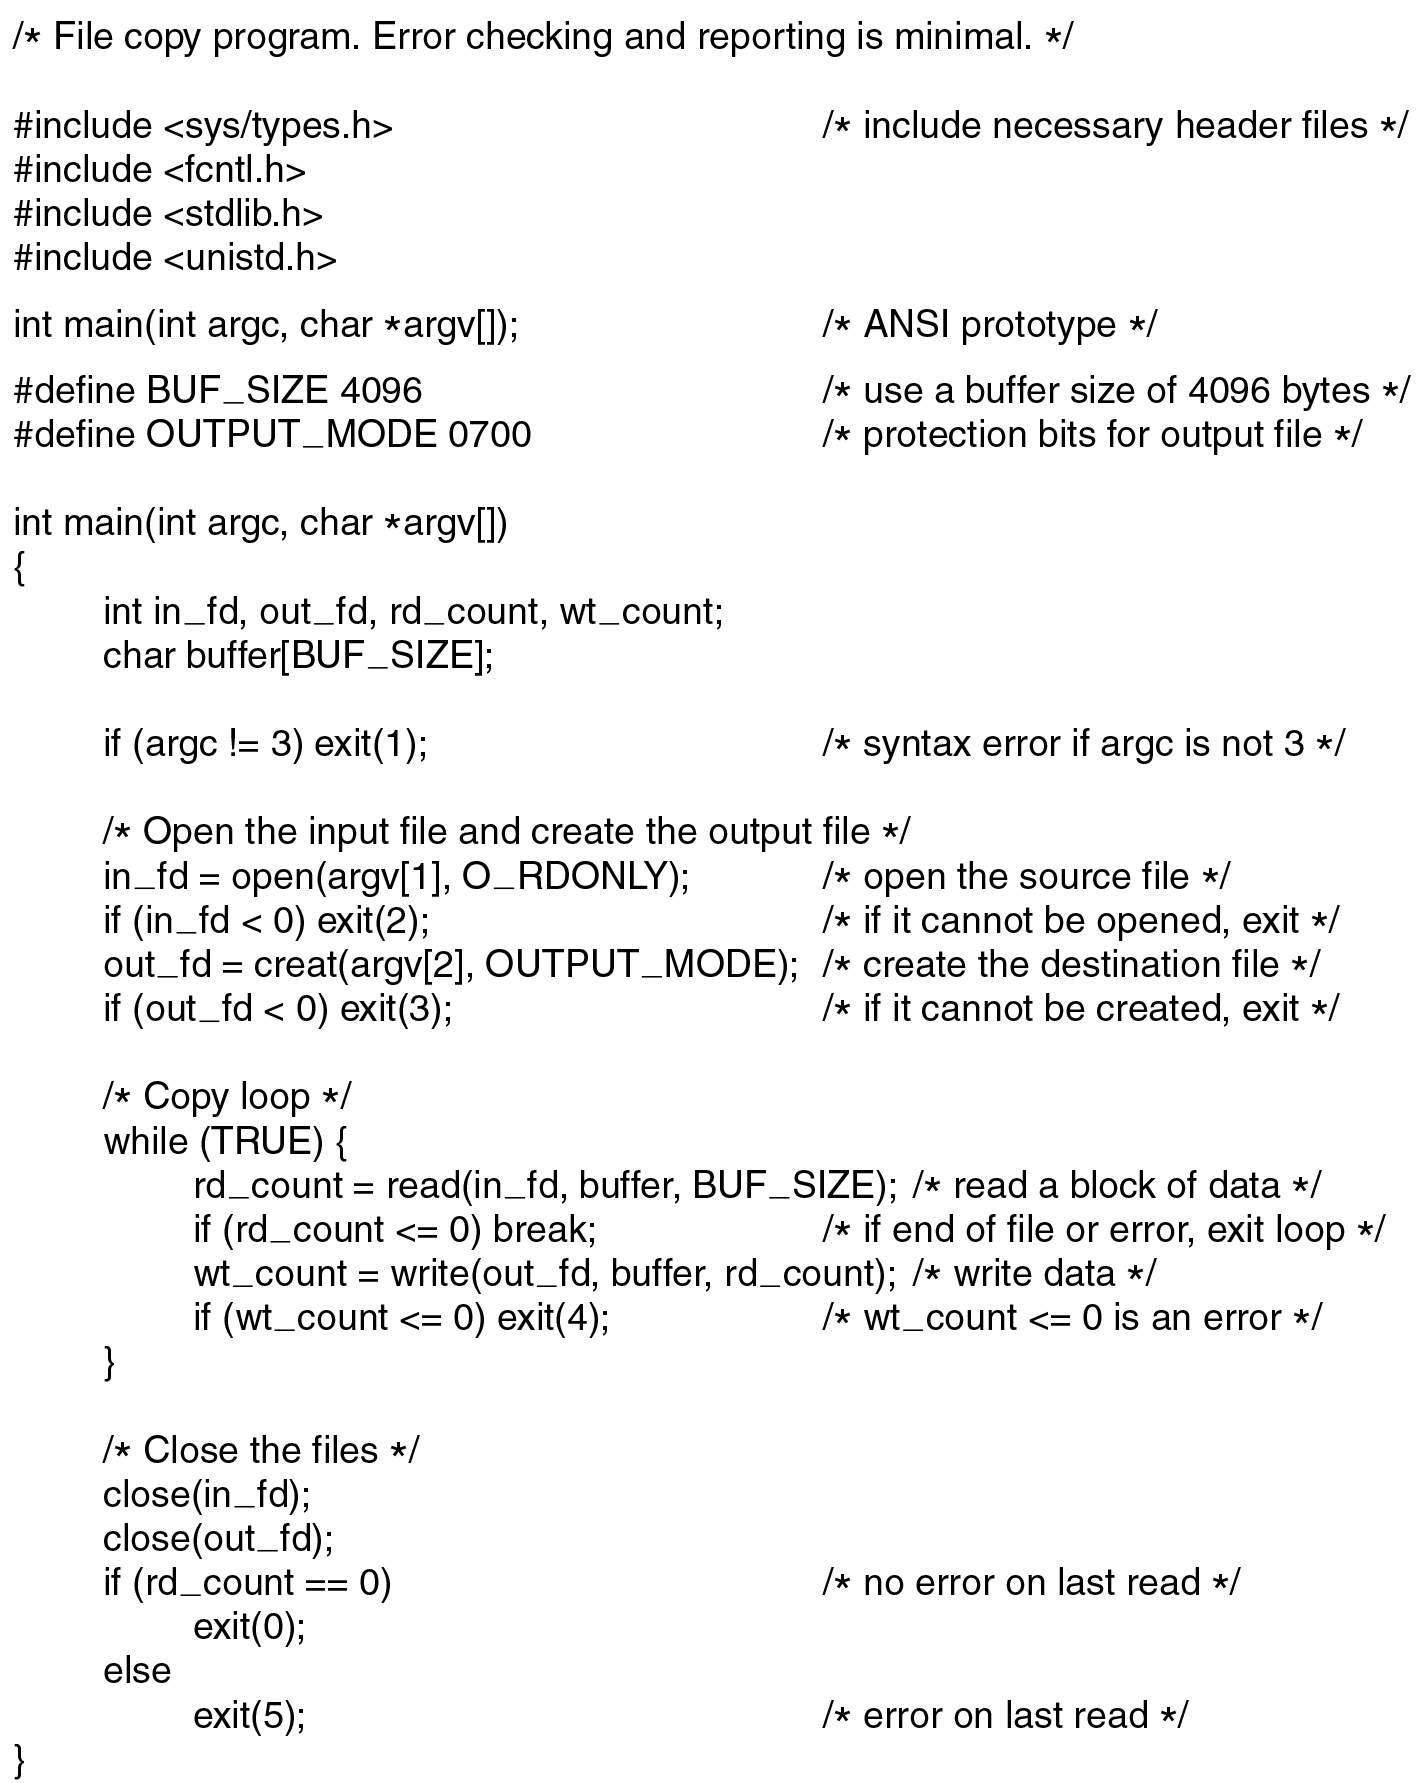 /* File copy program. Error checking and reporting is minimal. */
#include <sys/types.h> /* include necessary header files */
#include <fcntl.h>
#include <stdlib.h>
#include <unistd.h>
int main(int argc, char *argv[]); /* ANSI prototype */
#define BUF_SIZE 4096 /* use a buffer size of 4096 bytes */
#define OUTPUT_MODE 0700 /* protection bits for output file */
int main(int argc, char *argv[])
{
int in_fd, out_fd, rd_count, wt_count;
char buffer[BUF_SIZE];
if (argc != 3) exit(1); /* syntax error if argc is not 3 */
/* Open the input file and create the output file */
in_fd = open(argv[1], O_RDONLY); /* open the source file */
if (in_fd < 0) exit(2); /* if it cannot be opened, exit */
out_fd = creat(argv[2], OUTPUT_MODE); /* create the destination file */
if (out_fd < 0) exit(3); /* if it cannot be created, exit */
/* Copy loop */
while (TRUE) {
rd_count = read(in_fd, buffer, BUF_SIZE); /* read a block of data */
if (rd_count <= 0) break; /* if end of file or error, exit loop */
wt_count = write(out_fd, buffer, rd_count); /* write data */
if (wt_count <= 0) exit(4); /* wt_count <= 0 is an error */
}
/* Close the files */
close(in_fd);
close(out_fd);
if (rd_count == 0) /* no error on last read */
exit(0);
else
exit(5); /* error on last read */
}